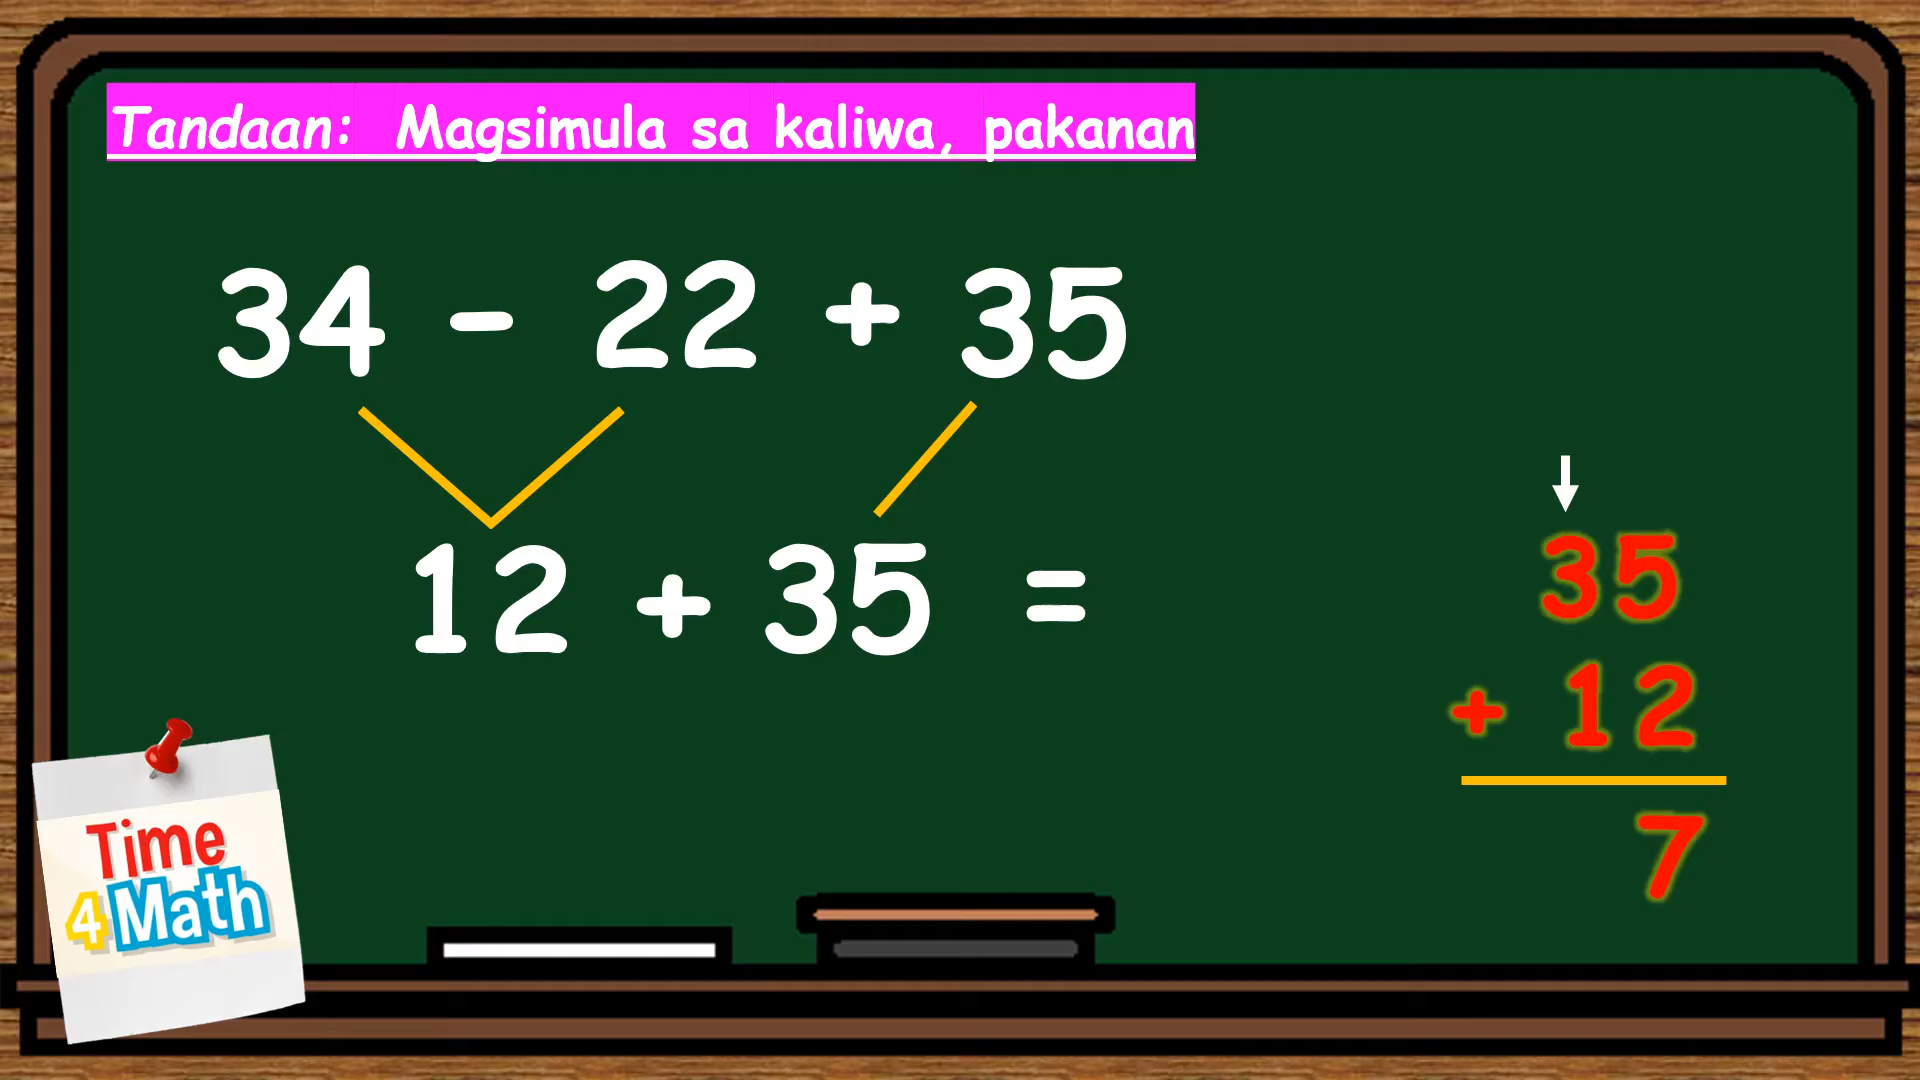 Tandaan: Magsimula sa kaliwa, pakanan
34 - 22 + 35
12 + 35 =
35
+ 12
7
Time
4 Math